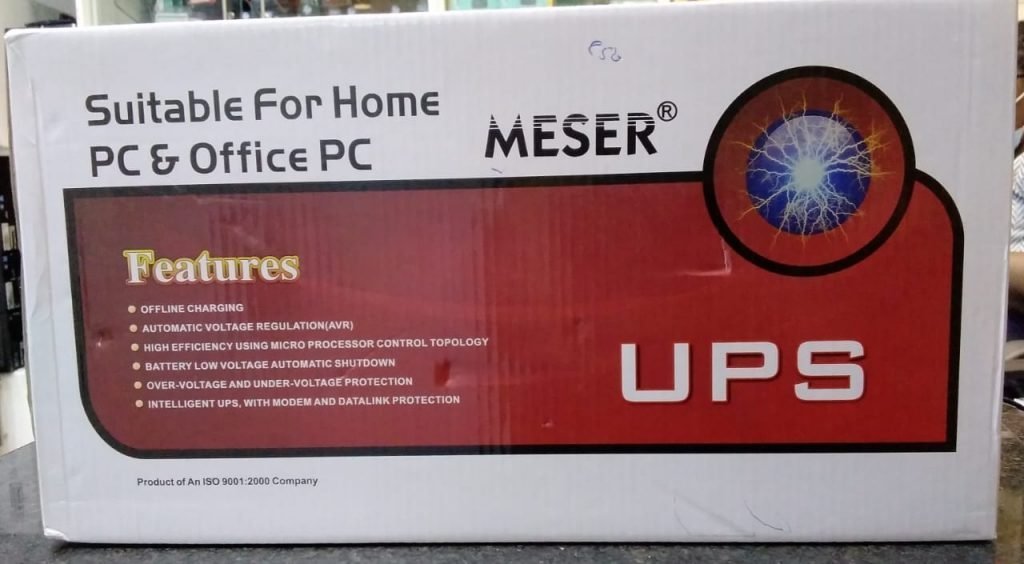 Suitable For Home
PC & Office PC
MESER®
Features
OFFLINE CHARGING
AUTOMATIC VOLTAGE REGULATION(AVR)
HIGH EFFICIENCY USING MICRO PROCESSOR CONTROL TOPOLOGY
BATTERY LOW VOLTAGE AUTOMATIC SHUTDOWN
OVER-VOLTAGE AND UNDER-VOLTAGE PROTECTION
INTELLIGENT UPS, WITH MODEM AND DATALINK PROTECTION
UPS
Product of An ISO 9001:2000 Company